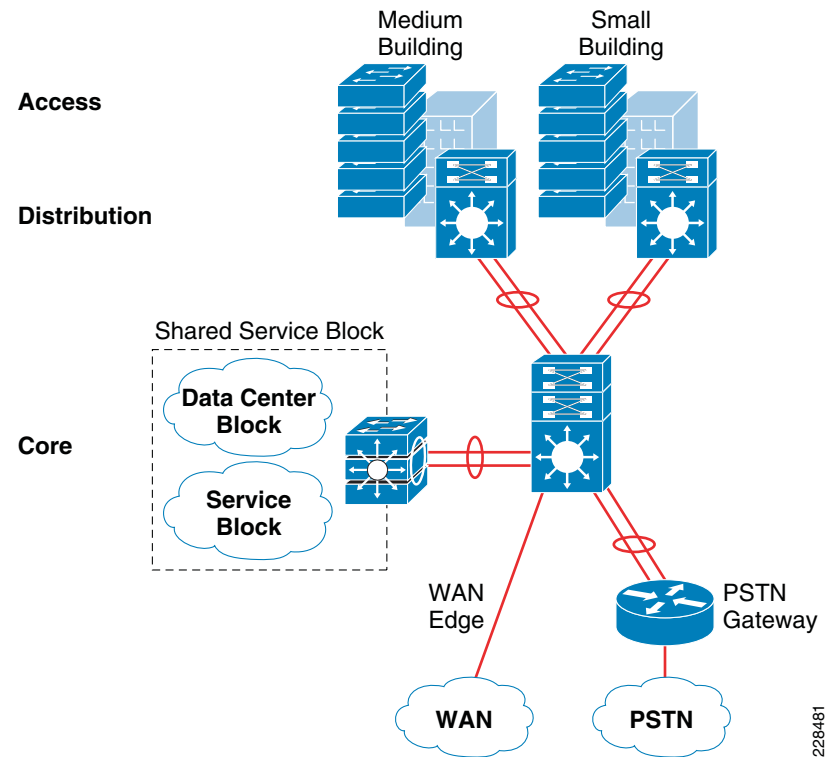 Medium
Building
Small
Building
Access
Distribution
Shared Service Block
Data Center
Block
Core
Service
Block
WAN
Edge
PSTN
Gateway
WAN
PSTN
228481